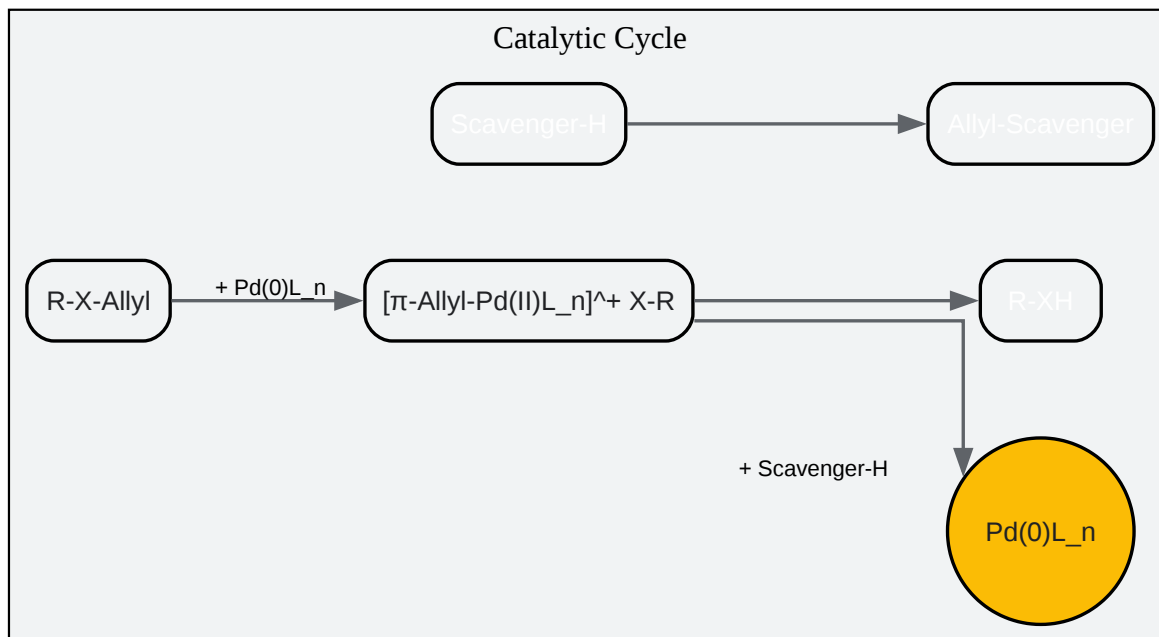 Catalytic Cycle
Scavenger-H
Allyl-Scavenger
R-X-Allyl
+ Pd(0)L_n
[π-Allyl-Pd(II)L_n]^+ X-R
R-XH
+ Scavenger-H
Pd(0)L_n